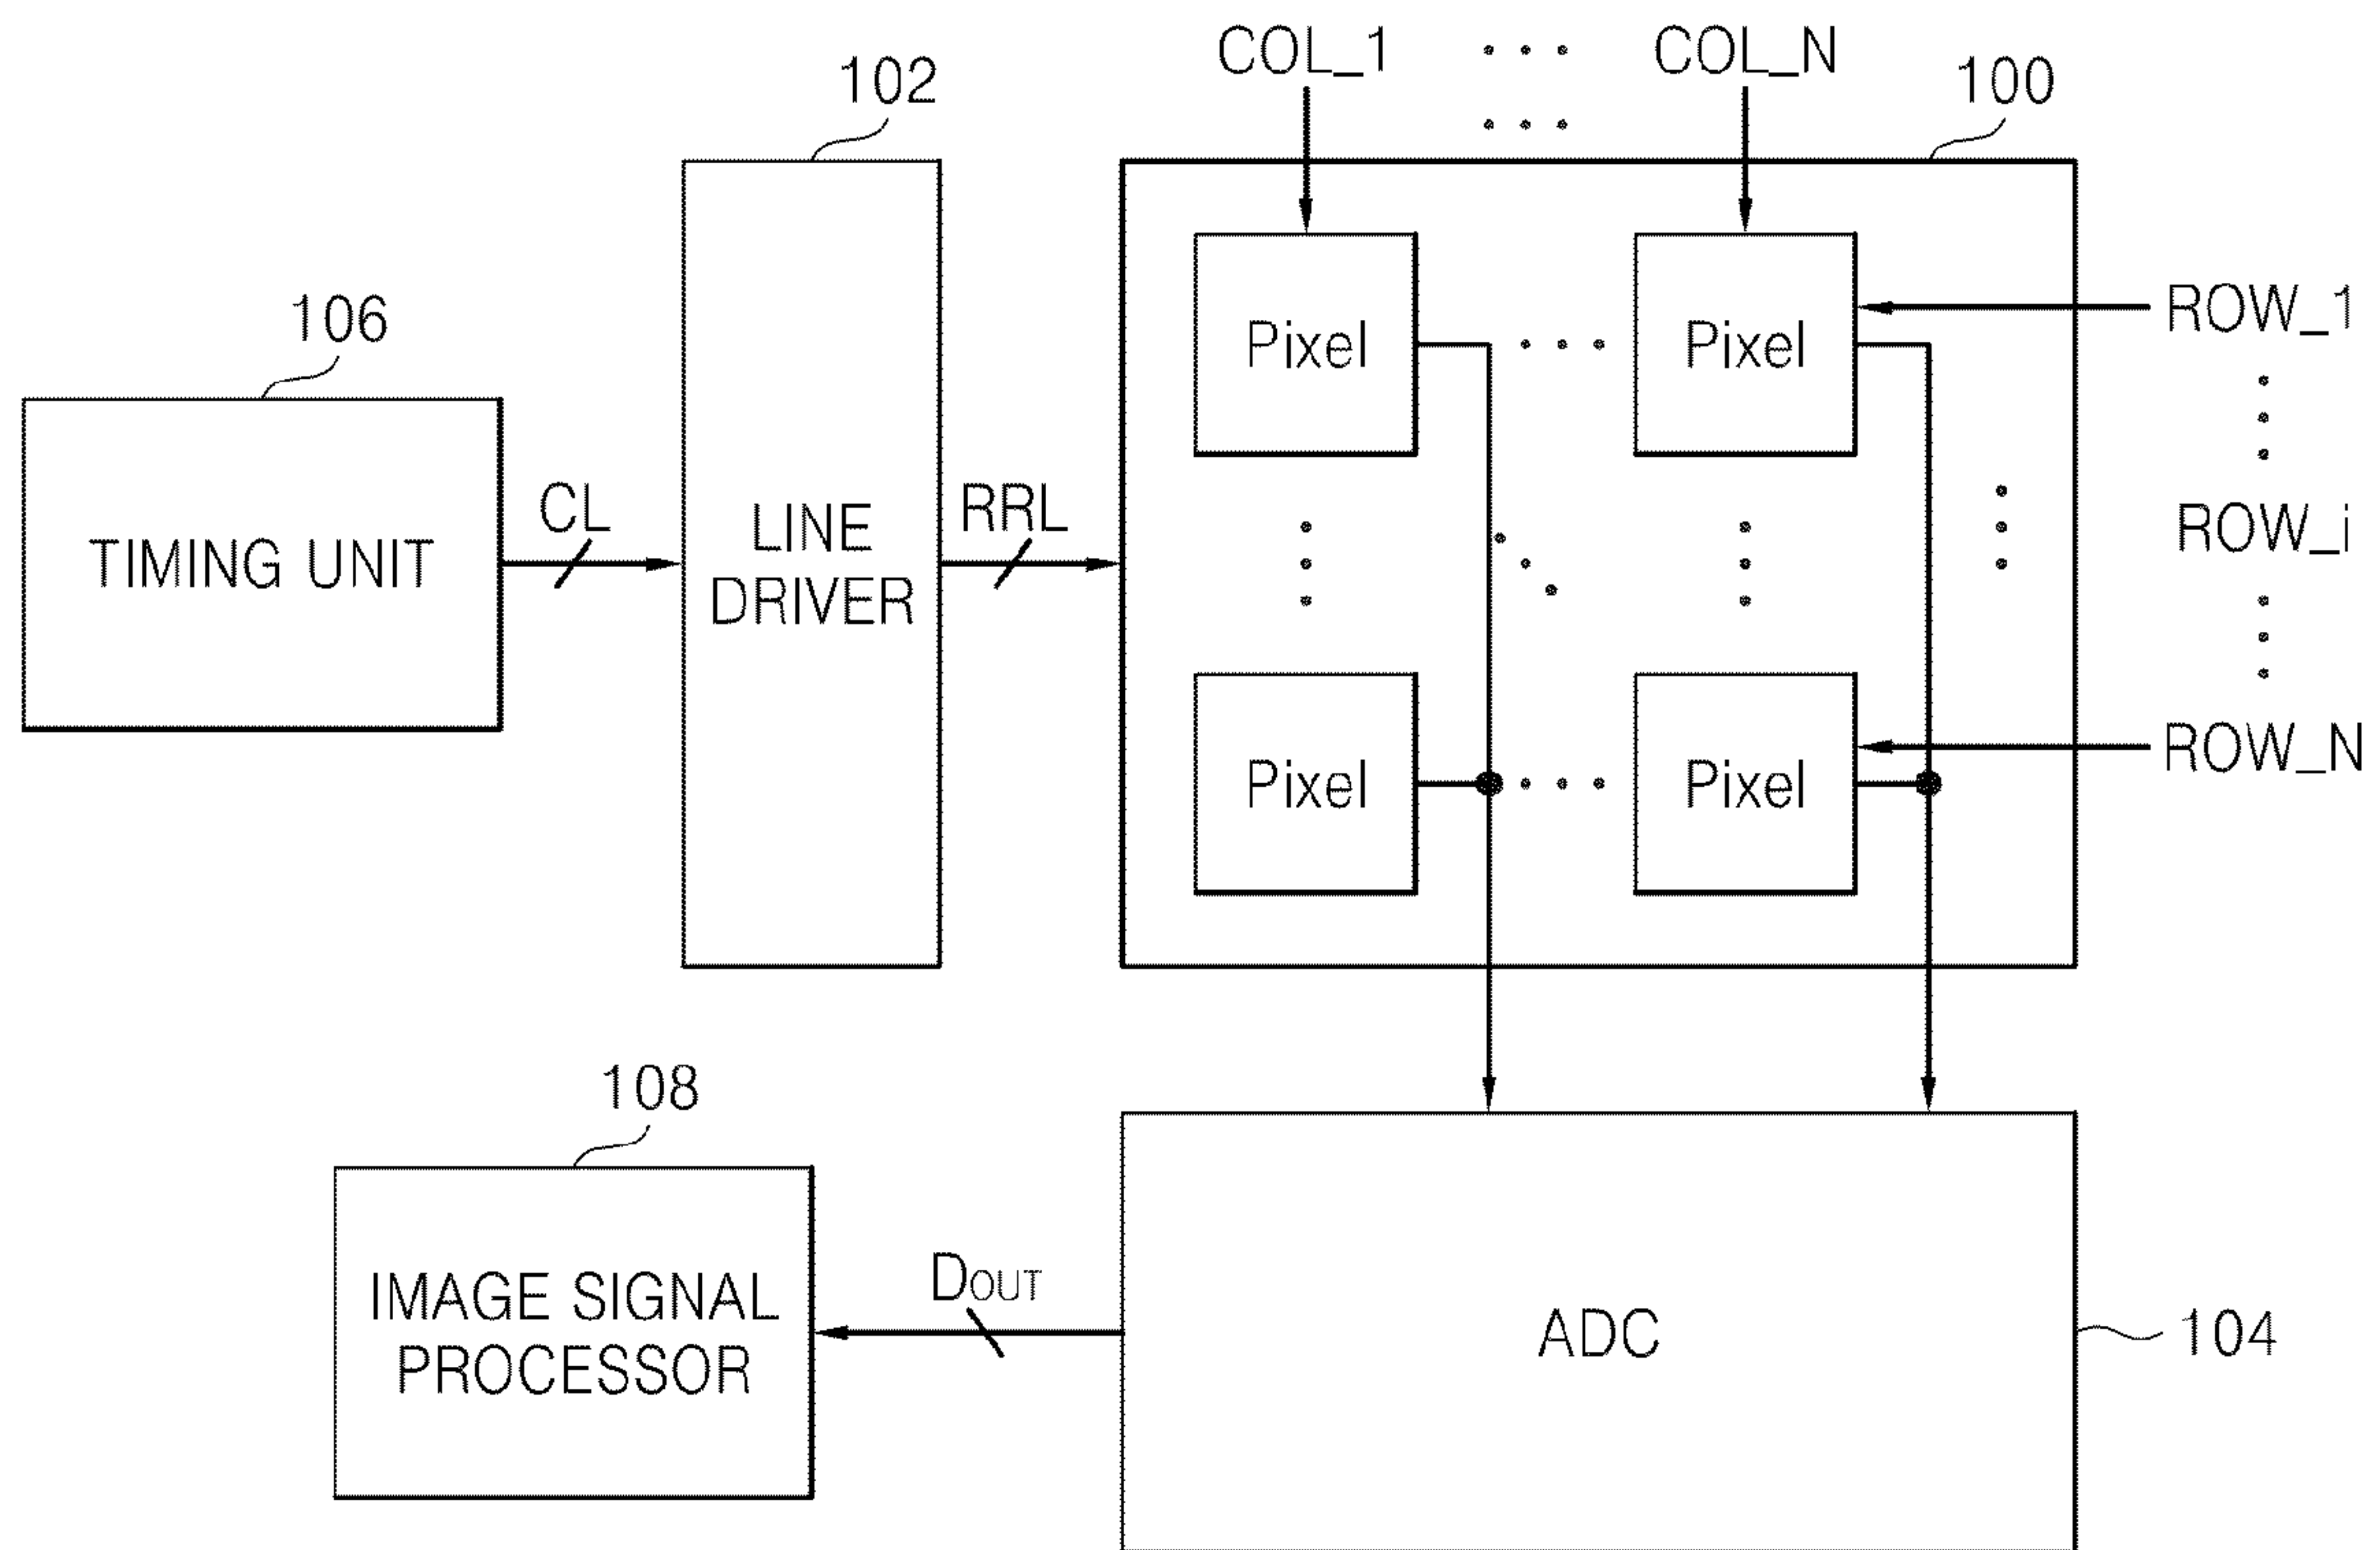 COL_1
COL_N
102
100
106
Pixel
Pixel
ROW_1
TIMING UNIT
CL
LINE
DRIVER
RRL
ROW_i
Pixel
Pixel
ROW_N
108
IMAGE SIGNAL
PROCESSOR
DOUT
ADC
104